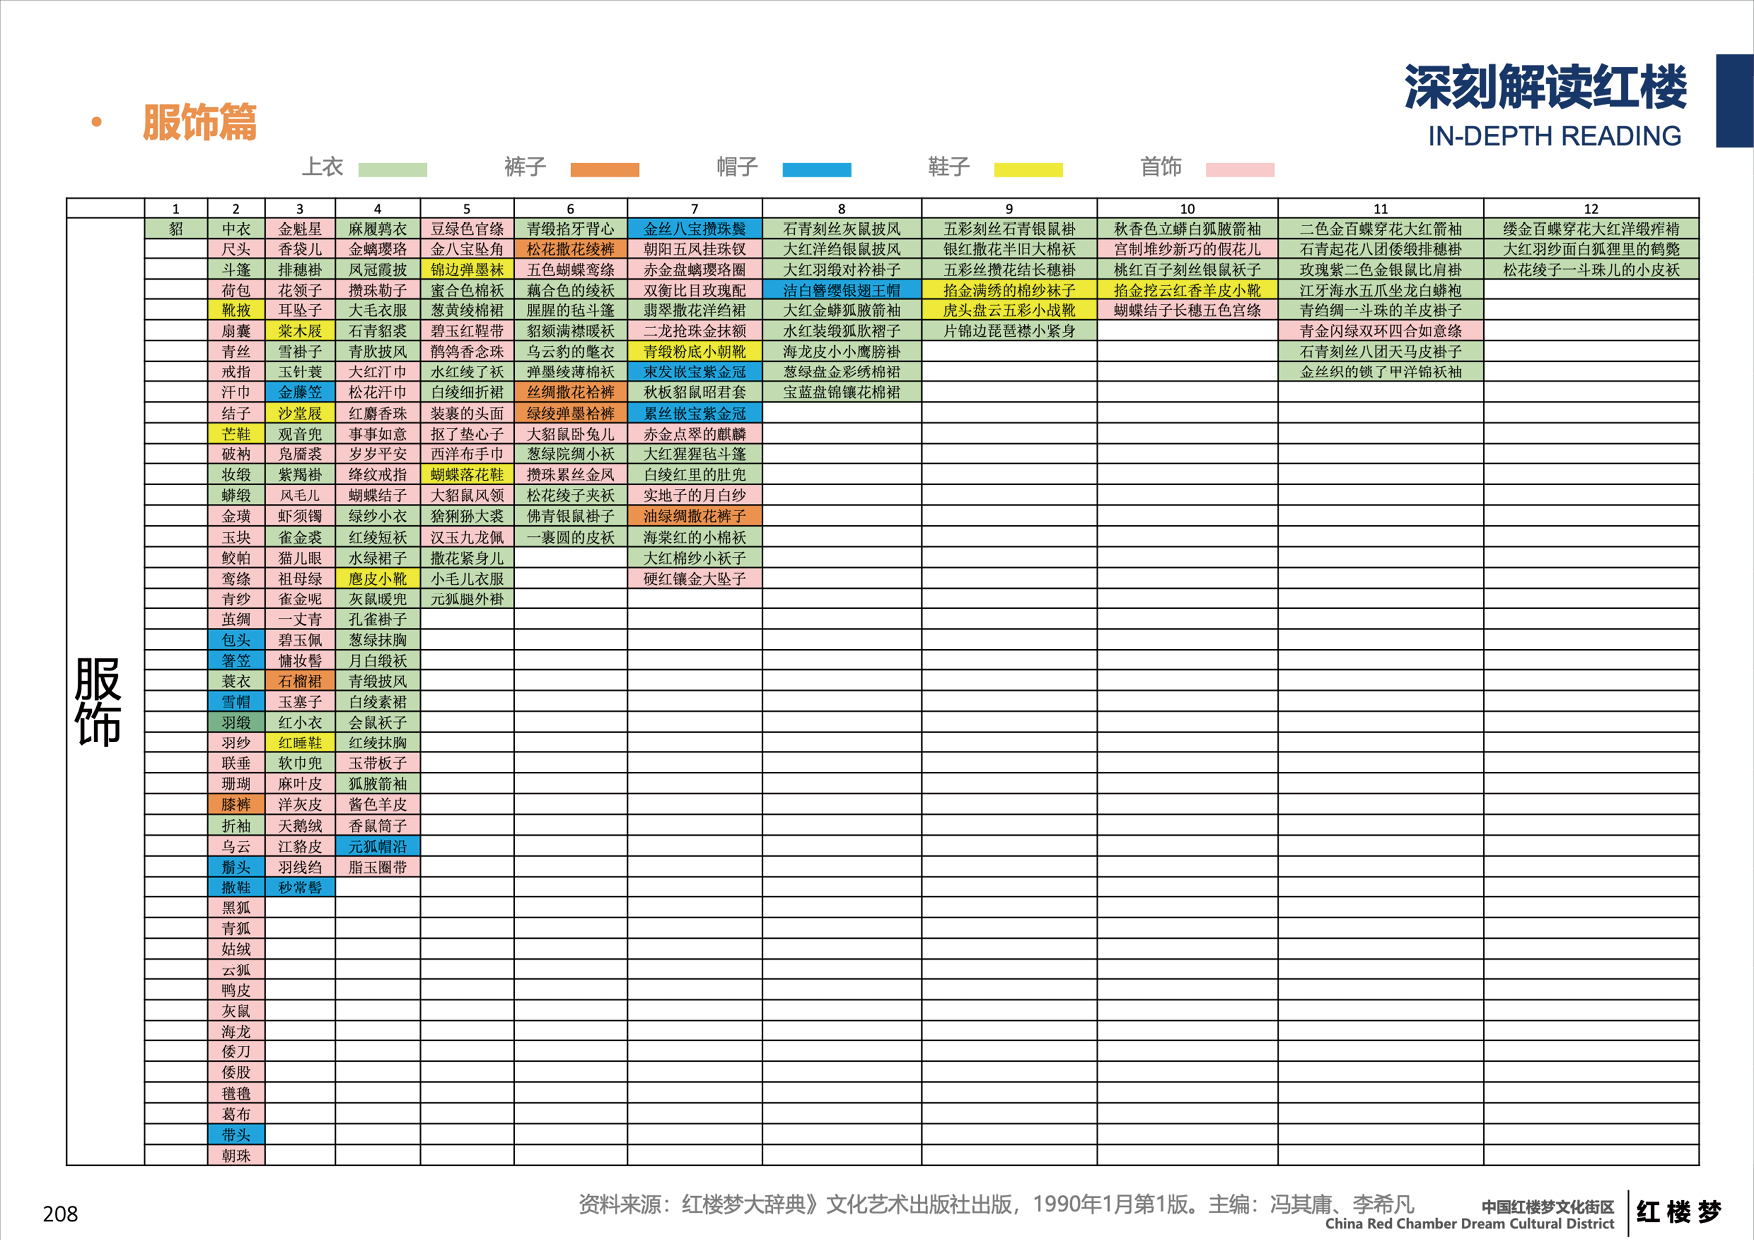 深刻解读红楼
IN-DEPTH READING
• 服饰篇
上衣 裤子 帽子 鞋子 首饰
1 2 3 4 5 6 7 8 9 10 11 12
服饰
貂 中衣 金魁星 麻履鹑衣 豆绿色官绦 青缎掐牙背心 金丝八宝攒珠髻 石青刻丝灰鼠披风 五彩刻丝石青银鼠褂 秋香色立蟒白狐腋箭袖 二色金百蝶穿花大红箭袖 缕金百蝶穿花大红洋缎窄裉
尺头 香袋儿 金螭璎珞 金八宝坠角 松花撒花绫裤 朝阳五凤挂珠钗 大红洋绉银鼠披风 银红撒花半旧大棉袄 宫制堆纱新巧的假花儿 石青起花八团倭缎排穗褂 大红羽纱面白狐狸里的鹤氅
斗篷 排穗褂 凤冠霞披 锦边弹墨袜 五色蝴蝶鸾绦 赤金盘螭璎珞圈 大红羽缎对衿褂子 五彩丝攒花结长穗褂 桃红百子刻丝银鼠袄子 玫瑰紫二色金银鼠比肩褂 松花绫子一斗珠儿的小皮袄
荷包 花领子 攒珠勒子 蜜合色棉袄 藕合色的绫袄 双衡比目玫瑰配 洁白簪缨银翅王帽 掐金满绣的棉纱袜子 掐金挖云红香羊皮小靴 江牙海水五爪坐龙白蟒袍
靴掖 耳坠子 大毛衣服 葱黄绫棉裙 腥腥的毡斗篷 翡翠撒花洋绉裙 大红金蟒狐腋箭袖 虎头盘云五彩小战靴 蝴蝶结子长穗五色宫绦 青绉绸一斗珠的羊皮褂子
扇囊 棠木屐 石青貂裘 碧玉红鞓带 貂颏满襟暖袄 二龙抢珠金抹额 水红装缎狐肷褶子 片锦边琵琶襟小紧身 青金闪绿双环四合如意绦
青丝 雪褂子 青肷披风 鹡鸰香念珠 乌云豹的氅衣 青缎粉底小朝靴 海龙皮小小鹰膀褂 石青刻丝八团天马皮褂子
戒指 玉针蓑 大红汀巾 水红绫了袄 弹墨绫薄棉袄 束发嵌宝紫金冠 葱绿盘金彩绣棉裙 金丝织的锁了甲洋锦袄袖
汗巾 金藤笠 松花汗巾 白绫细折裙 丝绸撒花袷裤 秋板貂鼠昭君套 宝蓝盘锦镶花棉裙
结子 沙堂屐 红麝香珠 装裹的头面 绿绫弹墨袷裤 累丝嵌宝紫金冠
芒鞋 观音兜 事事如意 抠了垫心子 大貂鼠卧兔儿 赤金点翠的麒麟
破衲 凫靥裘 岁岁平安 西洋布手巾 葱绿院绸小袄 大红猩猩毡斗篷
妆缎 紫羯褂 绛纹戒指 蝴蝶落花鞋 攒珠累丝金凤 白绫红里的肚兜
蟒缎 风毛儿 蝴蝶结子 大貂鼠风领 松花绫子夹袄 实地子的月白纱
金璜 虾须镯 绿纱小衣 猞猁狲大裘 佛青银鼠褂子 油绿绸撒花裤子
玉块 雀金裘 红绫短袄 汉玉九龙佩 一裹圆的皮袄 海棠红的小棉袄
鲛帕 猫儿眼 水绿裙子 撒花紧身儿 大红棉纱小袄子
鸾绦 祖母绿 麀皮小靴 小毛儿衣服 硬红镶金大坠子
青纱 雀金呢 灰鼠暖兜 元狐腿外褂
茧绸 一丈青 孔雀褂子
包头 碧玉佩 葱绿抹胸
箬笠 慵妆髻 月白缎袄
蓑衣 石榴裙 青缎披风
雪帽 玉塞子 白绫素裙
羽缎 红小衣 会鼠袄子
羽纱 红睡鞋 红绫抹胸
联垂 软巾兜 玉带板子
珊瑚 麻叶皮 狐腋箭袖
膝裤 洋灰皮 酱色羊皮
折袖 天鹅绒 香鼠筒子
乌云 江貉皮 元狐帽沿
鬅头 羽线绉 脂玉圈带
撒鞋 秒常髻
黑狐
青狐
姑绒
云狐
鸭皮
灰鼠
海龙
倭刀
倭股
氆氇
葛布
带头
朝珠
资料来源：红楼梦大辞典》文化艺术出版社出版，1990年1月第1版。主编：冯其庸、李希凡
208
中国红楼梦文化街区
China Red Chamber Dream Cultural District
红楼梦